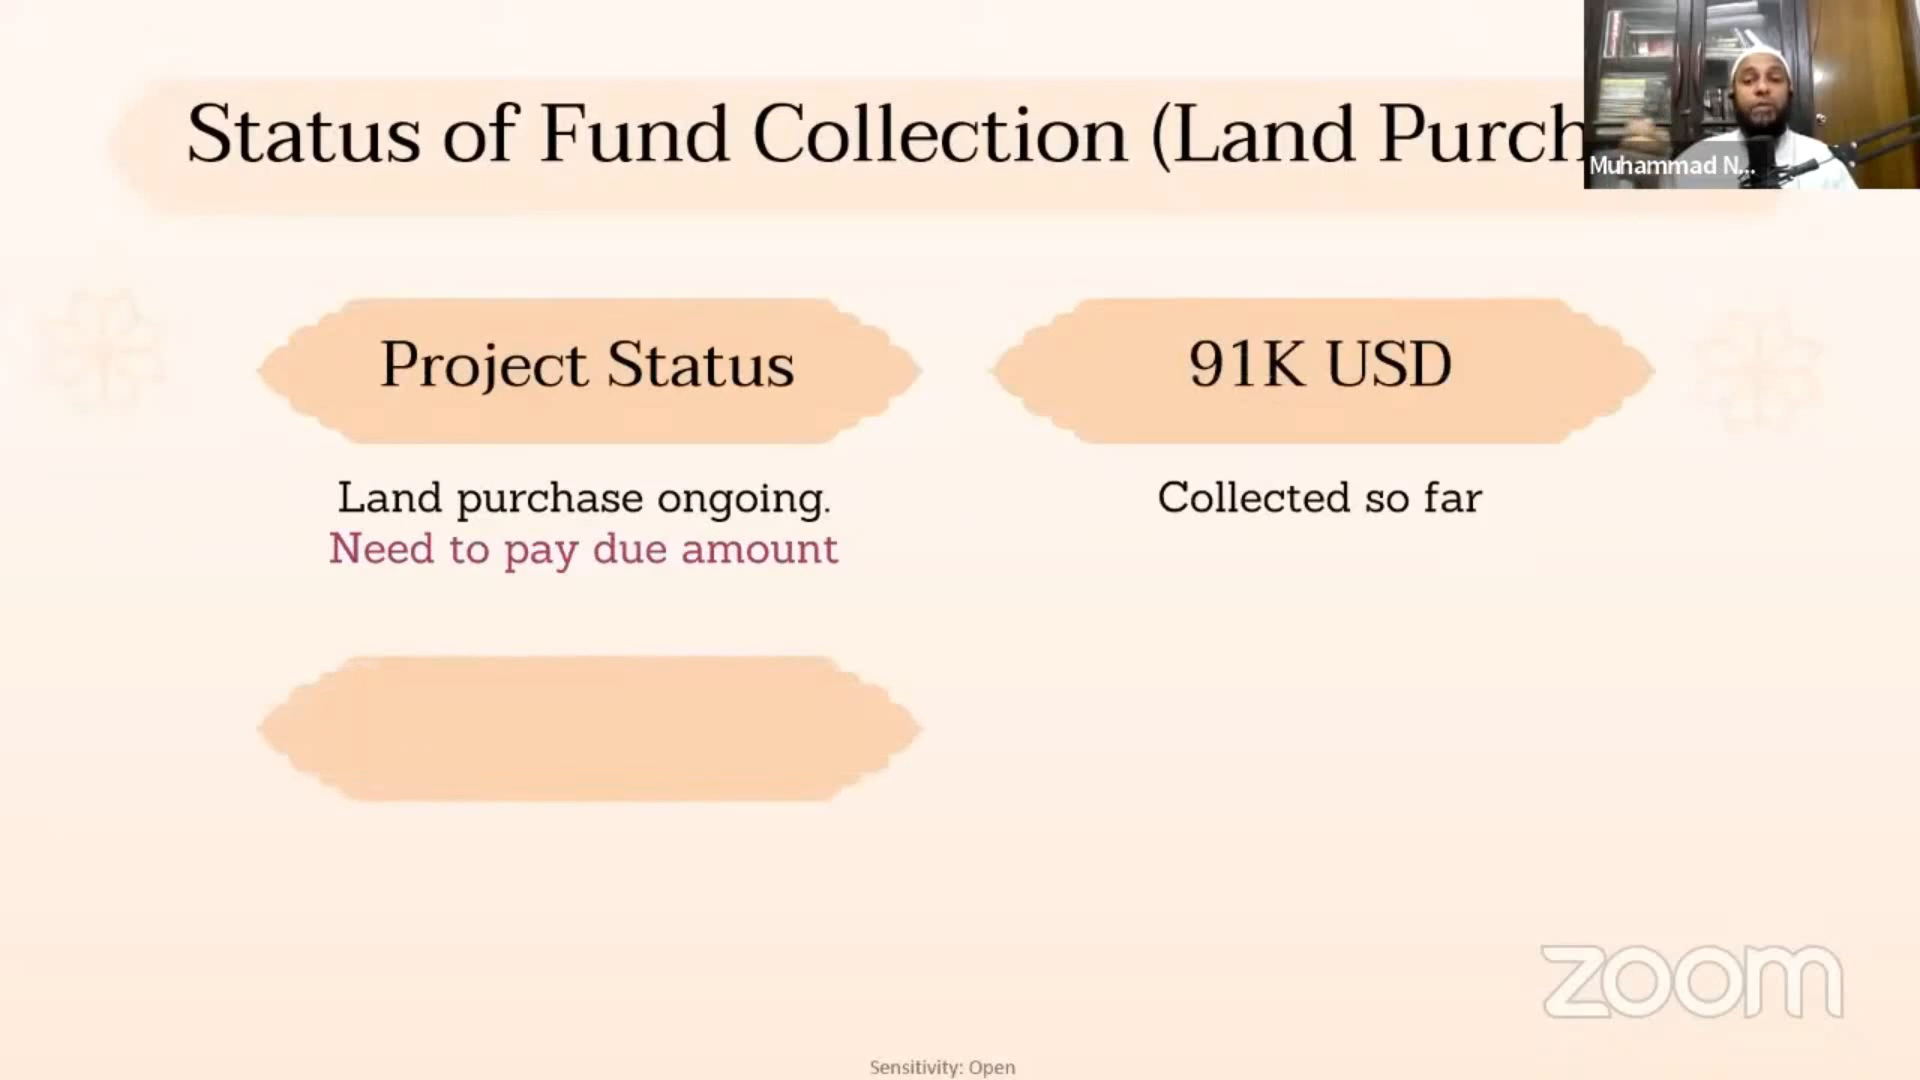 Status of Fund Collection (Land Purch
Muhammad N...
Project Status
91K USD
Land purchase ongoing.
Need to pay due amount
Collected so far
zoom
Sensitivity: Open